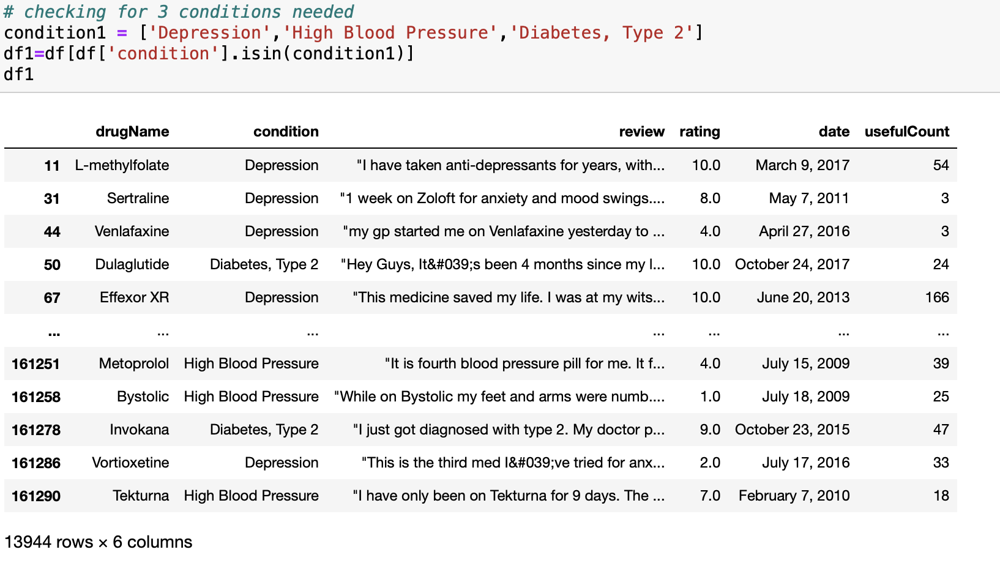 # checking for 3 conditions needed
condition1 = ['Depression','High Blood Pressure','Diabetes, Type 2']
df1=df[df['condition'].isin(condition1)]
df1
drugName condition review rating date usefulCount
11 L-methylfolate Depression "I have taken anti-depressants for years, with... 10.0 March 9, 2017 54
31 Sertraline Depression "1 week on Zoloft for anxiety and mood swings.... 8.0 May 7, 2011 3
44 Venlafaxine Depression "my gp started me on Venlafaxine yesterday to ... 4.0 April 27, 2016 3
50 Dulaglutide Diabetes, Type 2 "Hey Guys, It&#039;s been 4 months since my l... 10.0 October 24, 2017 24
67 Effexor XR Depression "This medicine saved my life. I was at my wits... 10.0 June 20, 2013 166
... ... ... ... ... ... ...
161251 Metoprolol High Blood Pressure "It is fourth blood pressure pill for me. It f... 4.0 July 15, 2009 39
161258 Bystolic High Blood Pressure "While on Bystolic my feet and arms were numb.... 1.0 July 18, 2009 25
161278 Invokana Diabetes, Type 2 "I just got diagnosed with type 2. My doctor p... 9.0 October 23, 2015 47
161286 Vortioxetine Depression "This is the third med I&#039;ve tried for anx... 2.0 July 17, 2016 33
161290 Tekturna High Blood Pressure "I have only been on Tekturna for 9 days. The ... 7.0 February 7, 2010 18
13944 rows × 6 columns